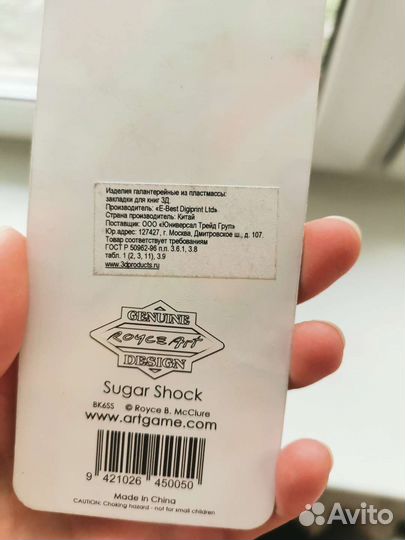 Изделия галантерейные из пластмассы:
закладки для книг 3Д.
Производитель: «E-Best Digiprint Ltd».
Страна производитель: Китай
Поставщик: ООО «Юниверсал Трейд Груп»
Юр.адрес: 127427, г. Москва, Дмитровское ш., д. 107.
Товар соответствует требованиям
ГОСТ Р 50962-96 п.п. 3.6.1, 3.8
табл. 1 (2, 3, 11), 3.9
www.3dproducts.ru
GENUINE
ROYCE Art
DESIGN
Sugar Shock
BK6SS © Royce B. McClure
www.artgame.com
9 421026 450050
Made in China
CAUTION: Choking hazard - not for small children
Avito